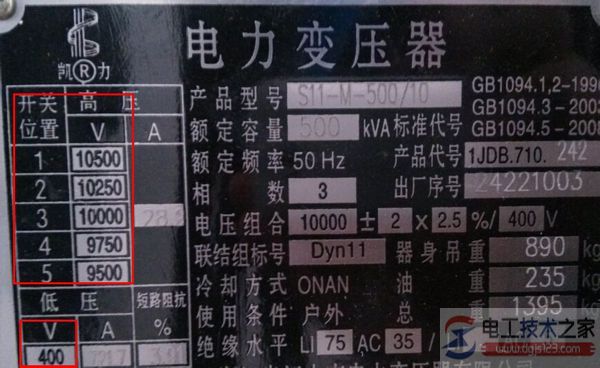 电力变压器
凯®力
开关位置 高压
V A
1 10500
2 10250
3 10000
4 9750
5 9500
低压 短路阻抗
V A %
400
产品型号 S11-M-500/10
额定容量 500 kVA
额定频率 50 Hz
相数 3
电压组合 10000 ± 2 x 2.5 %/ 400 V
联结组标号 Dyn11
冷却方式 ONAN
使用条件 户外
绝缘水平 LI 75 AC 35 /
GB1094.1,2-199
GB1094.3-200
标准代号 GB1094.5-200
产品代号 1JDB.710. 242
出厂序号 24221003
器身吊重 890 kg
油重 235
总重 1395
电工技术之家
www.dgjs123.com